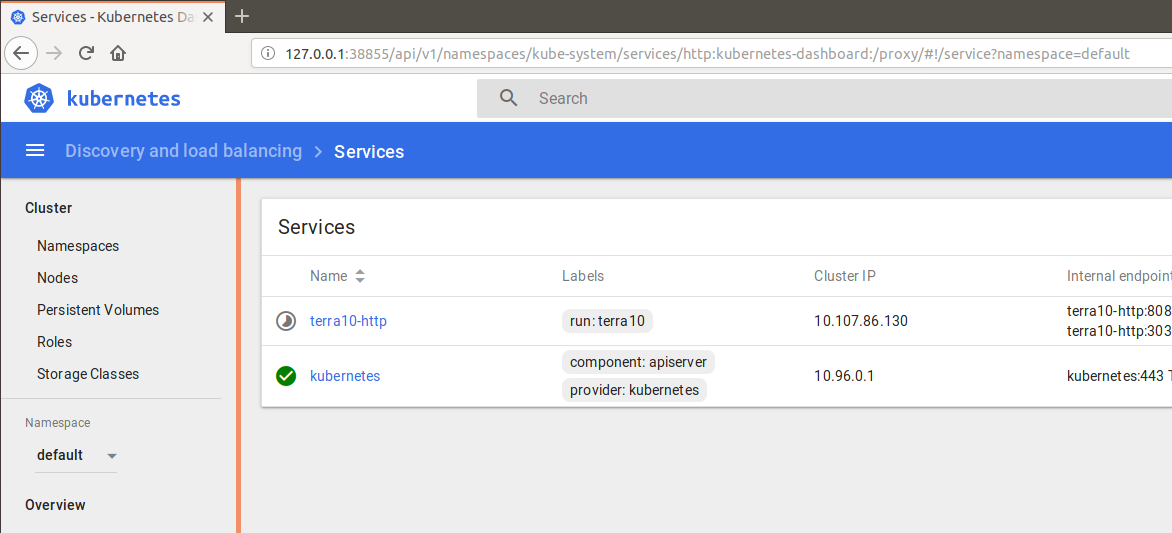 Services - Kubernetes Da
127.0.0.1:38855/api/v1/namespaces/kube-system/services/http:kubernetes-dashboard:/proxy/#!/service?namespace=default
kubernetes
Search
Discovery and load balancing > Services
Cluster
Namespaces
Nodes
Persistent Volumes
Roles
Storage Classes
Namespace
default
Overview
Services
Name Labels Cluster IP Internal endpoint
terra10-http run: terra10 10.107.86.130 terra10-http:808
terra10-http:303
kubernetes component: apiserver 10.96.0.1 kubernetes:443 T
provider: kubernetes